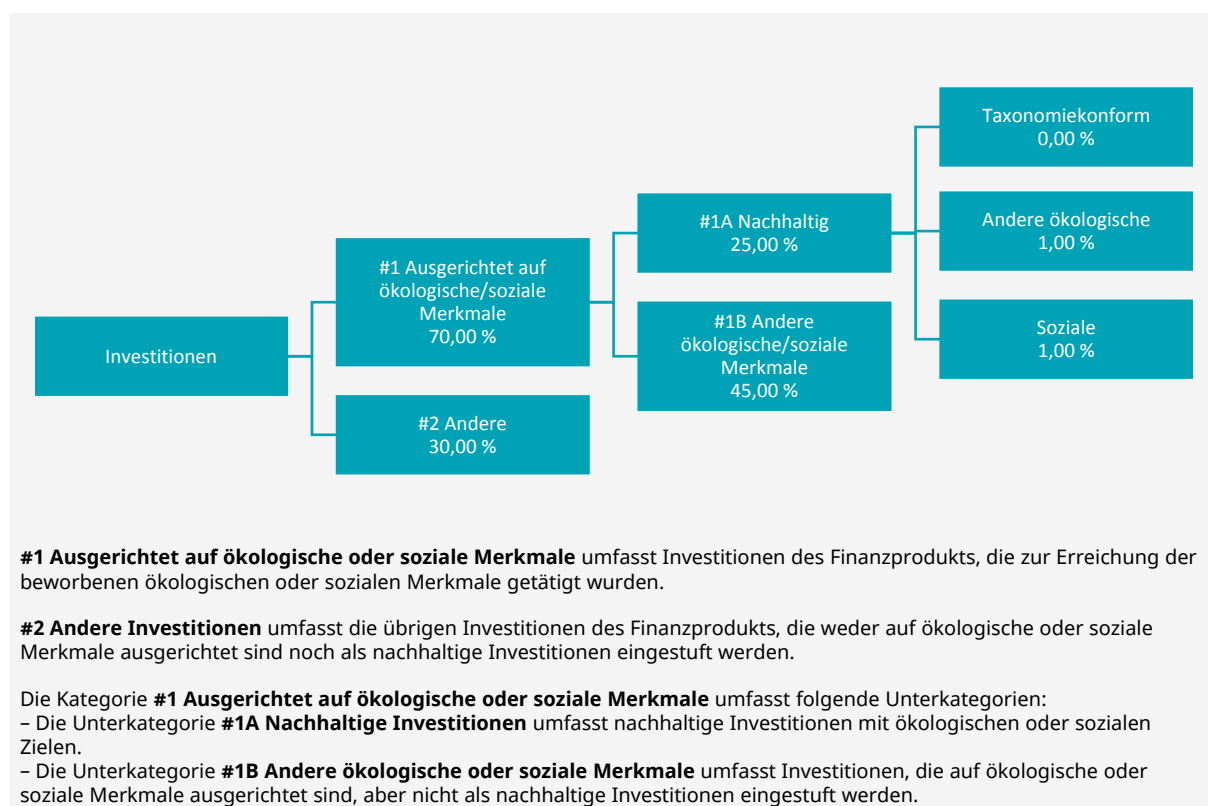 Investitionen
#1 Ausgerichtet auf
ökologische/soziale
Merkmale
70,00 %
#2 Andere
30,00 %
#1A Nachhaltig
25,00 %
#1B Andere
ökologische/soziale
Merkmale
45,00 %
Taxonomiekonform
0,00 %
Andere ökologische
1,00 %
Soziale
1,00 %
#1 Ausgerichtet auf ökologische oder soziale Merkmale umfasst Investitionen des Finanzprodukts, die zur Erreichung der
beworbenen ökologischen oder sozialen Merkmale getätigt wurden.
#2 Andere Investitionen umfasst die übrigen Investitionen des Finanzprodukts, die weder auf ökologische oder soziale
Merkmale ausgerichtet sind noch als nachhaltige Investitionen eingestuft werden.
Die Kategorie #1 Ausgerichtet auf ökologische oder soziale Merkmale umfasst folgende Unterkategorien:
– Die Unterkategorie #1A Nachhaltige Investitionen umfasst nachhaltige Investitionen mit ökologischen oder sozialen
Zielen.
– Die Unterkategorie #1B Andere ökologische oder soziale Merkmale umfasst Investitionen, die auf ökologische oder
soziale Merkmale ausgerichtet sind, aber nicht als nachhaltige Investitionen eingestuft werden.